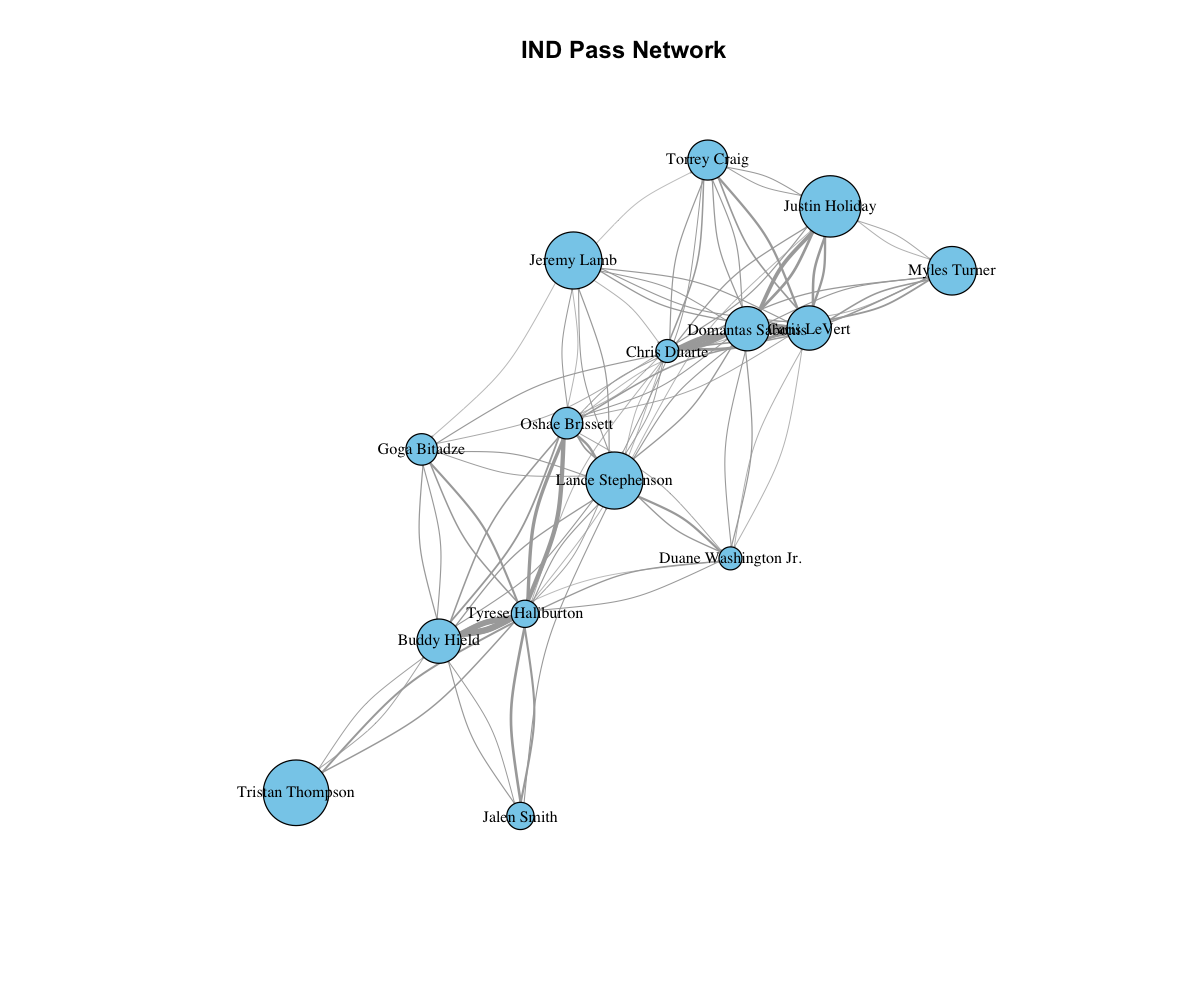 IND Pass Network
Torrey Craig
Justin Holiday
Jeremy Lamb
Myles Turner
Domantas Sabonis
Caris LeVert
Chris Duarte
Oshae Brissett
Goga Bitadze
Lance Stephenson
Duane Washington Jr.
Tyrese Haliburton
Buddy Hield
Tristan Thompson
Jalen Smith